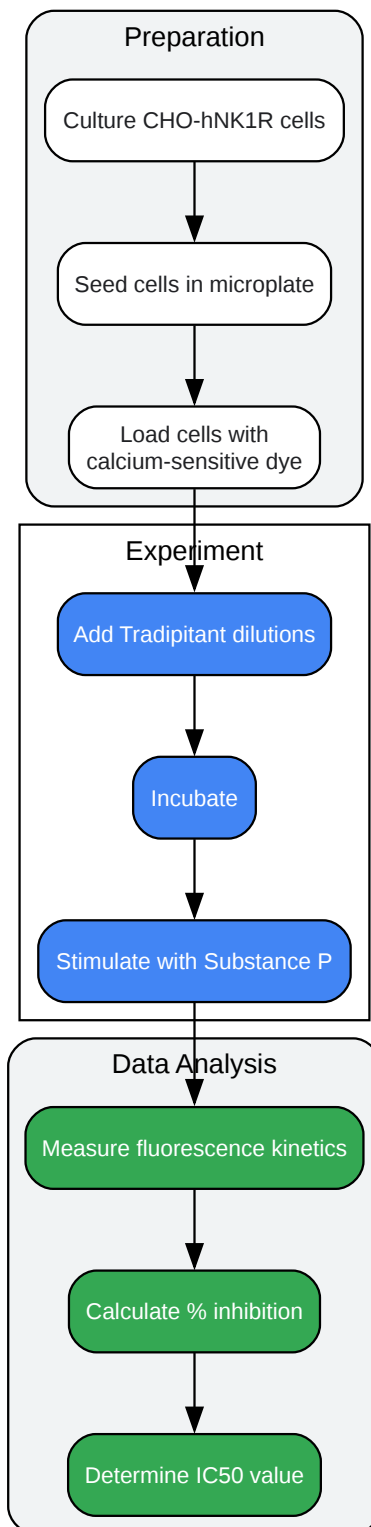 Preparation
Culture CHO-hNK1R cells
Seed cells in microplate
Load cells with
calcium-sensitive dye
Experiment
Add Tradipitant dilutions
Incubate
Stimulate with Substance P
Data Analysis
Measure fluorescence kinetics
Calculate % inhibition
Determine IC50 value